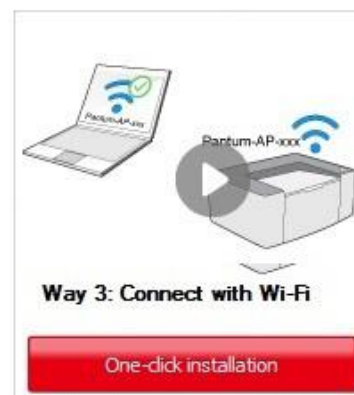 Pantum-AP-xxx
Pantum-AP-xxx
Way 3: Connect with Wi-Fi
One-click installation